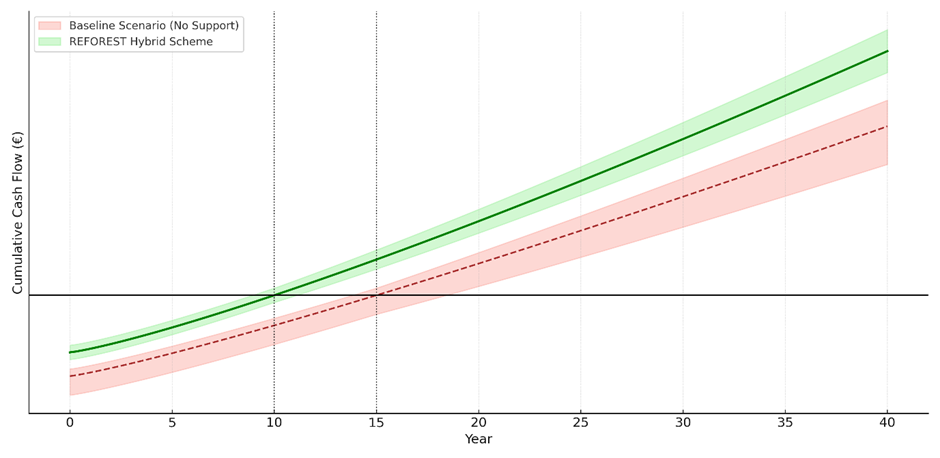 Baseline Scenario (No Support)
REFOREST Hybrid Scheme
Cumulative Cash Flow (€)
0 5 10 15 20 25 30 35 40
Year